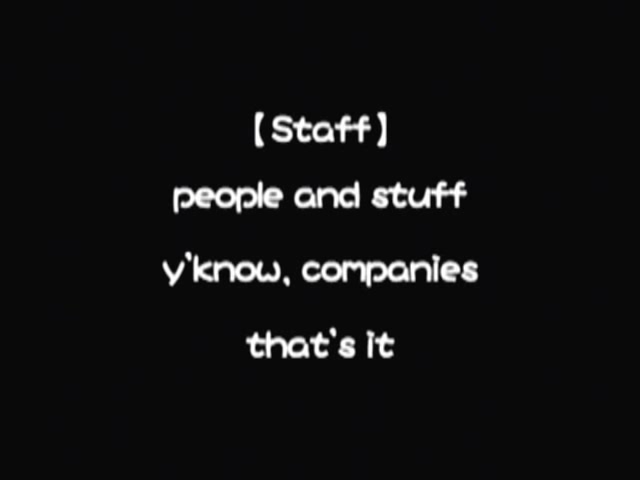 【Staff】
people and stuff
y'know, companies
that's it